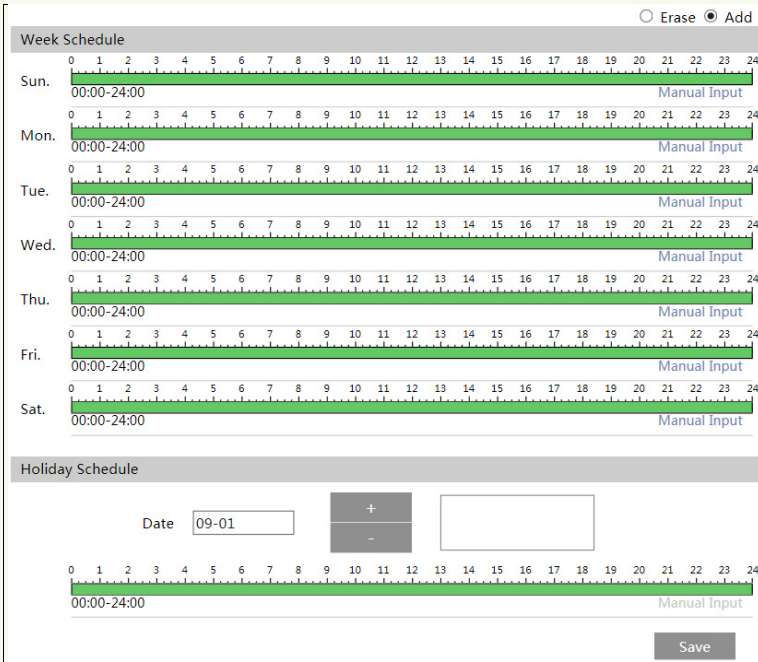 Erase Add
Week Schedule
0 1 2 3 4 5 6 7 8 9 10 11 12 13 14 15 16 17 18 19 20 21 22 23 24
Sun.
00:00-24:00 Manual Input
0 1 2 3 4 5 6 7 8 9 10 11 12 13 14 15 16 17 18 19 20 21 22 23 24
Mon.
00:00-24:00 Manual Input
0 1 2 3 4 5 6 7 8 9 10 11 12 13 14 15 16 17 18 19 20 21 22 23 24
Tue.
00:00-24:00 Manual Input
0 1 2 3 4 5 6 7 8 9 10 11 12 13 14 15 16 17 18 19 20 21 22 23 24
Wed.
00:00-24:00 Manual Input
0 1 2 3 4 5 6 7 8 9 10 11 12 13 14 15 16 17 18 19 20 21 22 23 24
Thu.
00:00-24:00 Manual Input
0 1 2 3 4 5 6 7 8 9 10 11 12 13 14 15 16 17 18 19 20 21 22 23 24
Fri.
00:00-24:00 Manual Input
0 1 2 3 4 5 6 7 8 9 10 11 12 13 14 15 16 17 18 19 20 21 22 23 24
Sat.
00:00-24:00 Manual Input
Holiday Schedule
+
Date 09-01
-
0 1 2 3 4 5 6 7 8 9 10 11 12 13 14 15 16 17 18 19 20 21 22 23 24
00:00-24:00 Manual Input
Save